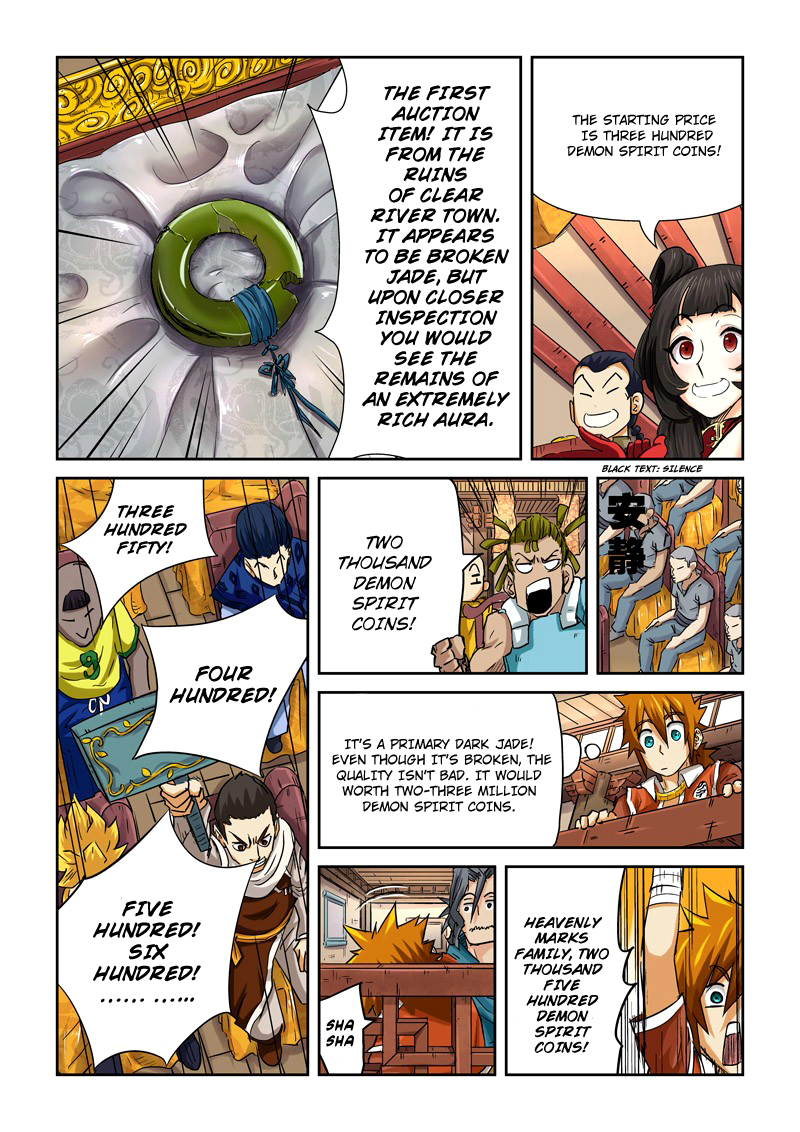 THE FIRST
AUCTION
ITEM! IT IS
FROM THE
RUINS
OF CLEAR
RIVER TOWN.
IT APPEARS
TO BE BROKEN
JADE, BUT
UPON CLOSER
INSPECTION
YOU WOULD
SEE THE
REMAINS OF
AN EXTREMELY
RICH AURA.
THE STARTING PRICE
IS THREE HUNDRED
DEMON SPIRIT COINS!
THREE
HUNDRED
FIFTY!
9
CN
FOUR
HUNDRED!
FIVE
HUNDRED!
SIX
HUNDRED!
...... ......
TWO
THOUSAND
DEMON
SPIRIT
COINS!
BLACK TEXT: SILENCE
安静
IT'S A PRIMARY DARK JADE!
EVEN THOUGH IT'S BROKEN, THE
QUALITY ISN'T BAD. IT WOULD
WORTH TWO-THREE MILLION
DEMON SPIRIT COINS.
SHA
SHA
HEAVENLY
MARKS
FAMILY, TWO
THOUSAND
FIVE
HUNDRED
DEMON
SPIRIT
COINS!